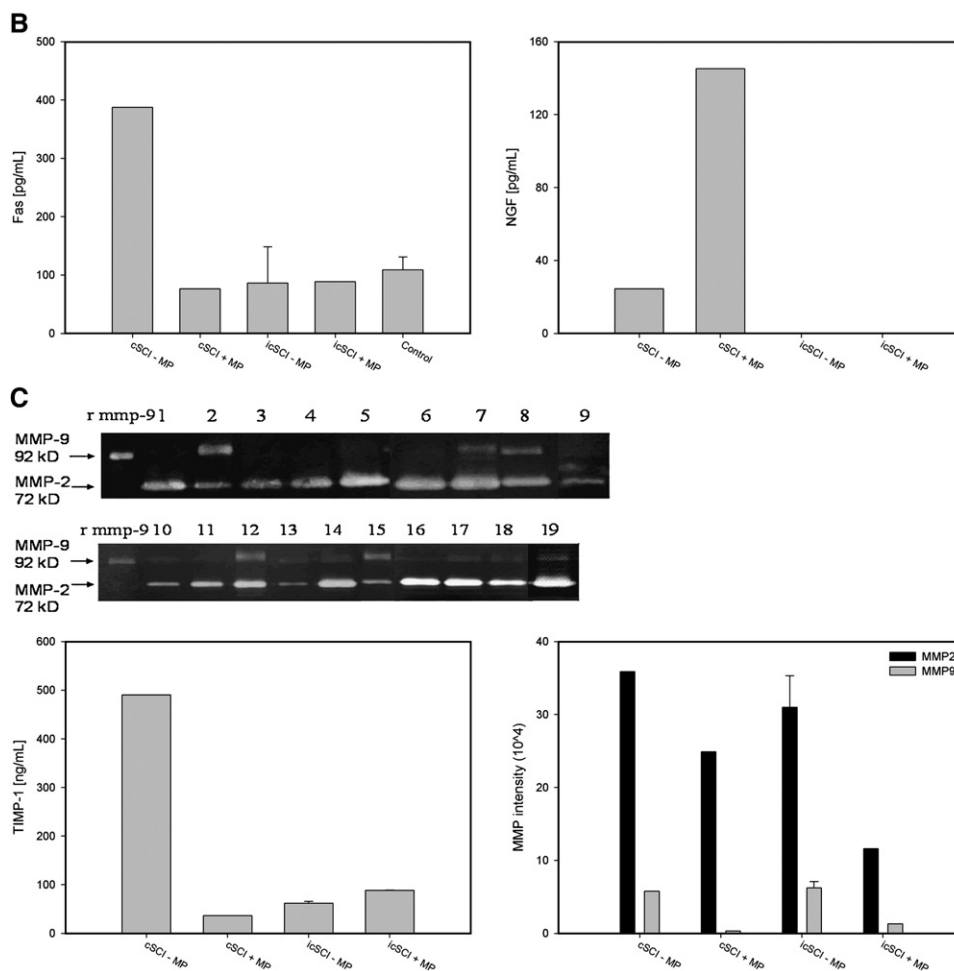 B
500
400
300
200
100
0
Fas [pg/mL]
cSCI - MP
cSCI + MP
icSCI - MP
icSCI + MP
Control
160
120
80
40
0
NGF [pg/mL]
cSCI - MP
cSCI + MP
icSCI - MP
icSCI + MP
C
r mmp-9 1 2 3 4 5 6 7 8 9
MMP-9
92 kD
MMP-2
72 kD
r mmp-9 10 11 12 13 14 15 16 17 18 19
MMP-9
92 kD
MMP-2
72 kD
600
500
400
300
200
100
0
TIMP-1 [ng/mL]
cSCI - MP
cSCI + MP
icSCI - MP
icSCI + MP
40
30
20
10
0
MMP intensity (10^4)
MMP2
MMP9
cSCI - MP
cSCI + MP
icSCI - MP
icSCI + MP